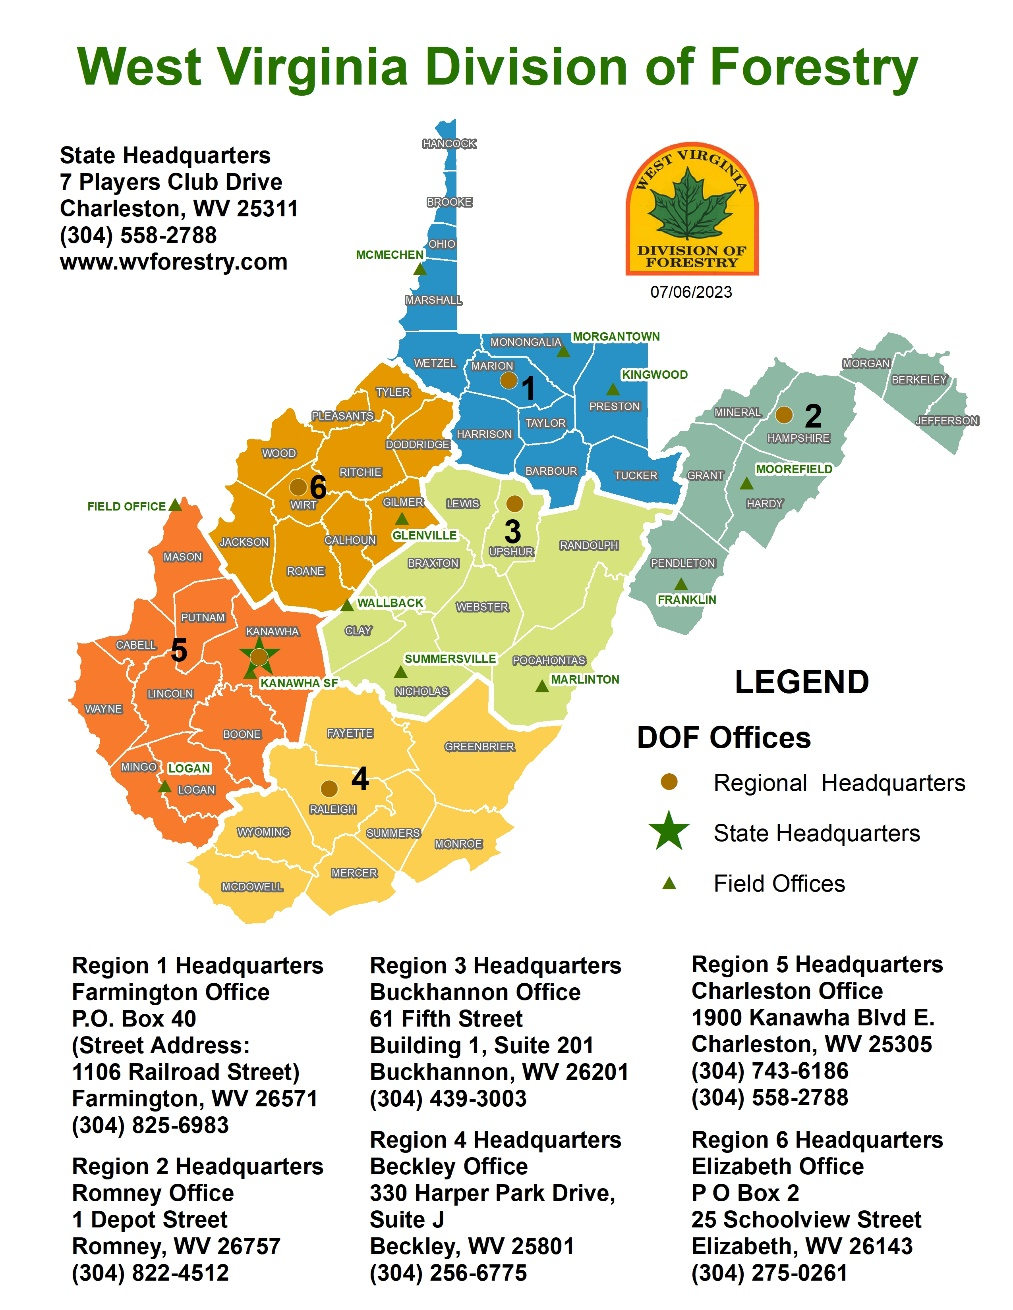 West Virginia Division of Forestry
State Headquarters
7 Players Club Drive
Charleston, WV 25311
(304) 558-2788
www.wvforestry.com
WEST VIRGINIA
DIVISION OF
FORESTRY
07/06/2023
HANCOCK
BROOKE
OHIO
MCMECHEN
MARSHALL
WETZEL
MONONGALIA
MORGANTOWN
MARION
1
KINGWOOD
PRESTON
HARRISON
TAYLOR
BARBOUR
TUCKER
MORGAN
BERKELEY
JEFFERSON
MINERAL
2
HAMPSHIRE
GRANT
MOOREFIELD
HARDY
PENDLETON
FRANKLIN
TYLER
PLEASANTS
DODDRIDGE
WOOD
RITCHIE
6
WIRT
GILMER
GLENVILLE
JACKSON
CALHOUN
ROANE
LEWIS
3
UPSHUR
RANDOLPH
BRAXTON
WALLBACK
WEBSTER
CLAY
SUMMERSVILLE
POCAHONTAS
MARLINTON
NICHOLAS
FIELD OFFICE
MASON
PUTNAM
KANAWHA
CABELL
5
KANAWHA SF
LINCOLN
WAYNE
BOONE
MINGO
LOGAN
LOGAN
FAYETTE
GREENBRIER
4
RALEIGH
WYOMING
SUMMERS
MONROE
MERCER
MCDOWELL
LEGEND
DOF Offices
Regional Headquarters
State Headquarters
Field Offices
Region 1 Headquarters
Farmington Office
P.O. Box 40
(Street Address:
1106 Railroad Street)
Farmington, WV 26571
(304) 825-6983
Region 2 Headquarters
Romney Office
1 Depot Street
Romney, WV 26757
(304) 822-4512
Region 3 Headquarters
Buckhannon Office
61 Fifth Street
Building 1, Suite 201
Buckhannon, WV 26201
(304) 439-3003
Region 4 Headquarters
Beckley Office
330 Harper Park Drive,
Suite J
Beckley, WV 25801
(304) 256-6775
Region 5 Headquarters
Charleston Office
1900 Kanawha Blvd E.
Charleston, WV 25305
(304) 743-6186
(304) 558-2788
Region 6 Headquarters
Elizabeth Office
P O Box 2
25 Schoolview Street
Elizabeth, WV 26143
(304) 275-0261